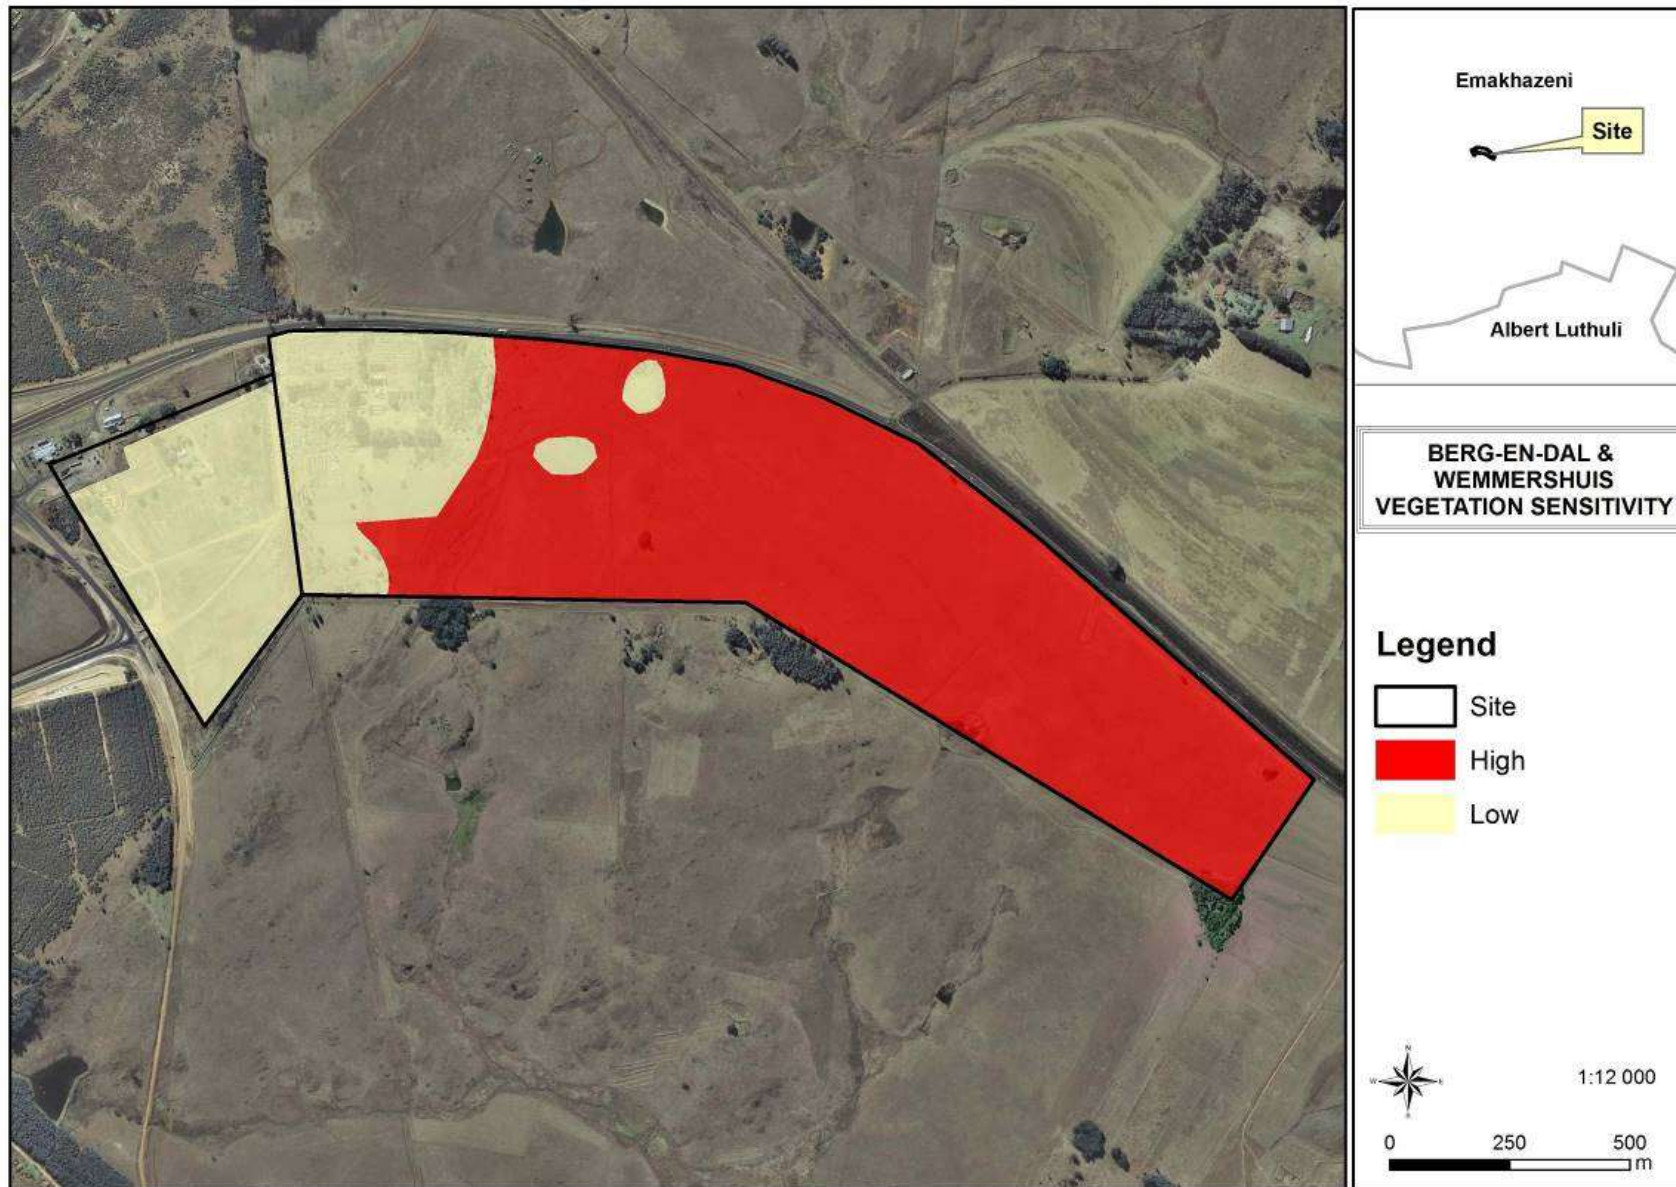 Emakhazeni
Site
Albert Luthuli
BERG-EN-DAL &
WEMMERSHUIS
VEGETATION SENSITIVITY
Legend
Site
High
Low
N
W
E
S
1:12 000
0 250 500
m